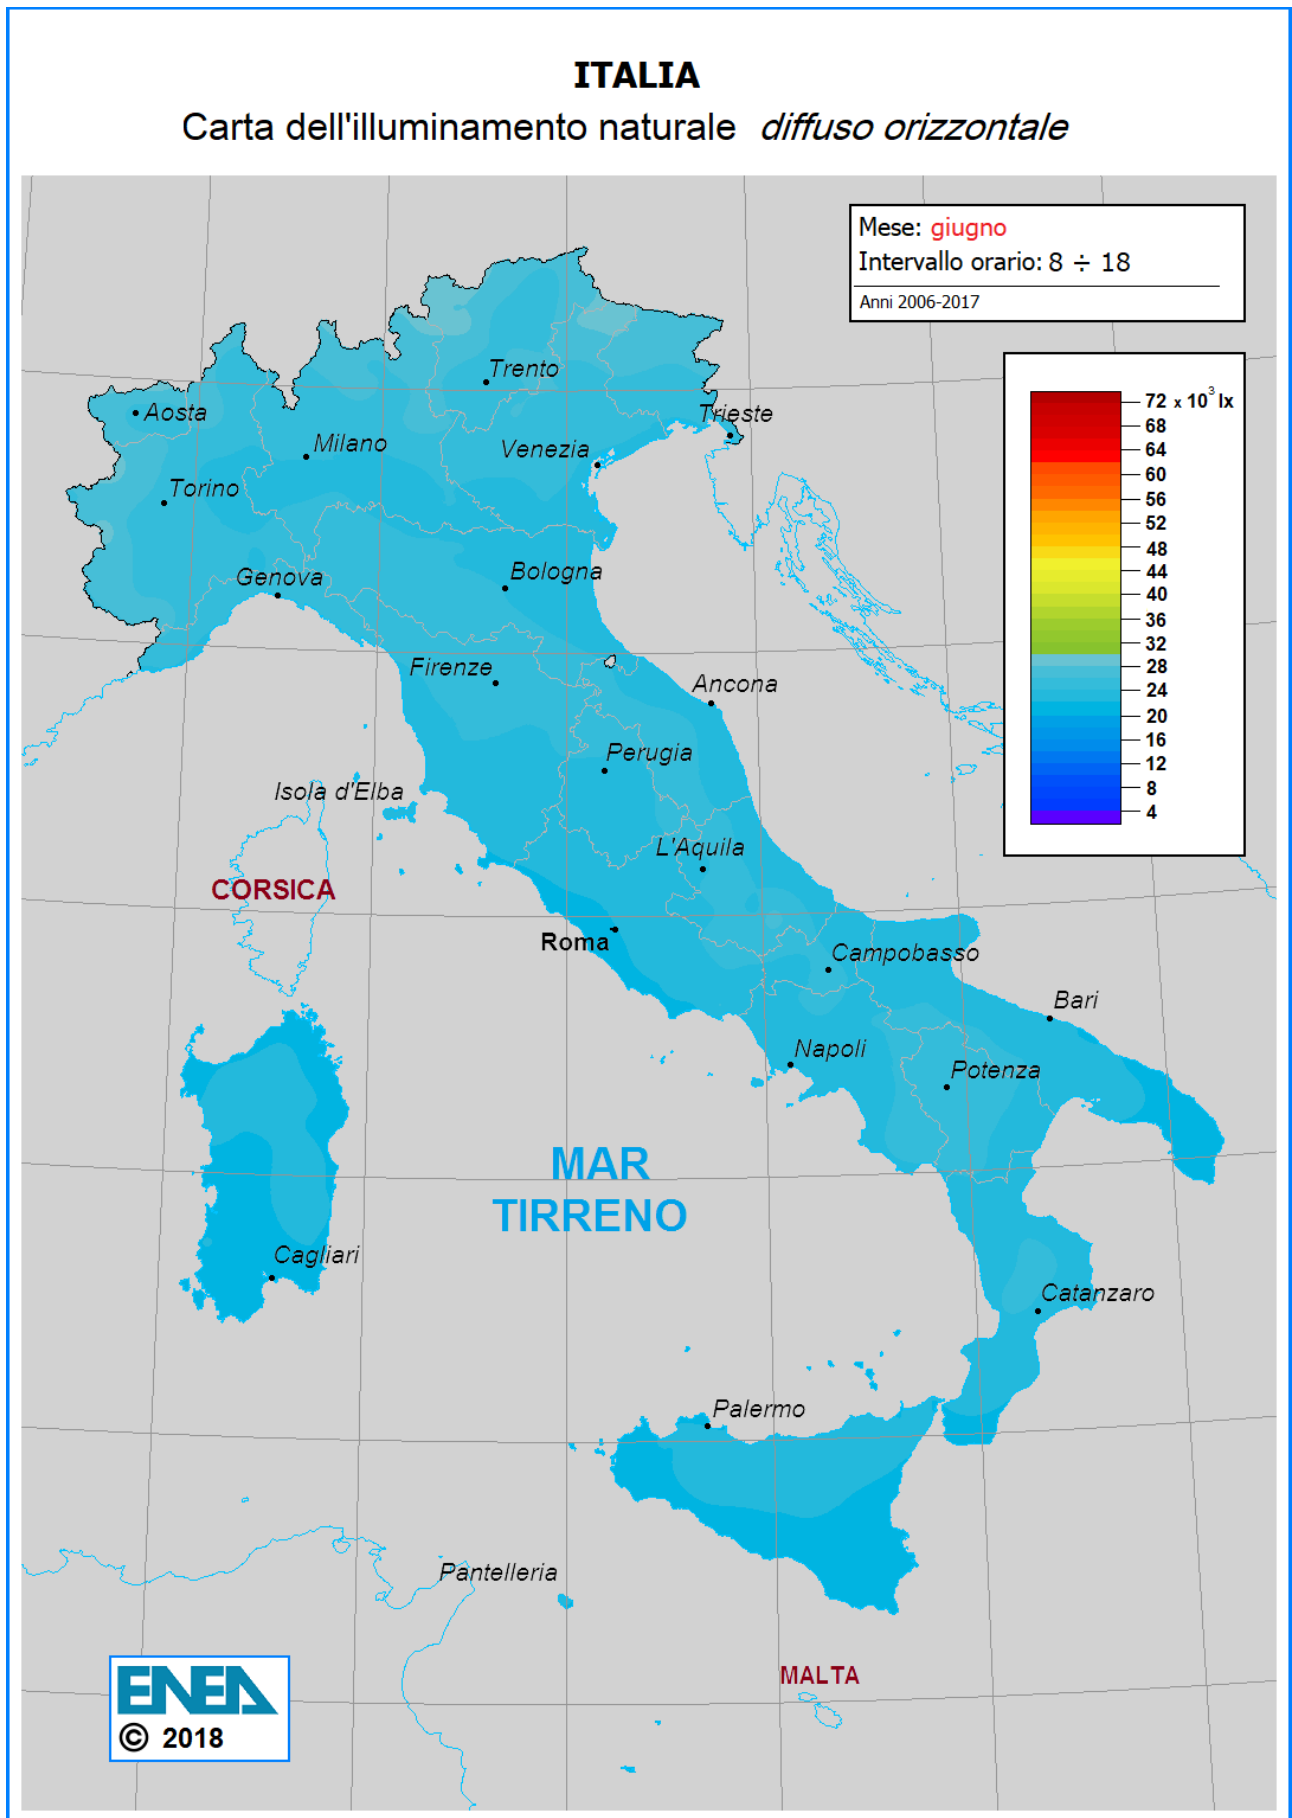 ITALIA
Carta dell'illuminamento naturale diffuso orizzontale
Mese: giugno
Intervallo orario: 8 ÷ 18
Anni 2006-2017
72 x 10³ lx
68
64
60
56
52
48
44
40
36
32
28
24
20
16
12
8
4
Trento
Aosta
Trieste
Milano
Venezia
Torino
Genova
Bologna
Firenze
Ancona
Perugia
Isola d'Elba
L'Aquila
CORSICA
Roma
Campobasso
Bari
Napoli
Potenza
MAR
TIRRENO
Cagliari
Catanzaro
Palermo
Pantelleria
MALTA
ENEA
© 2018